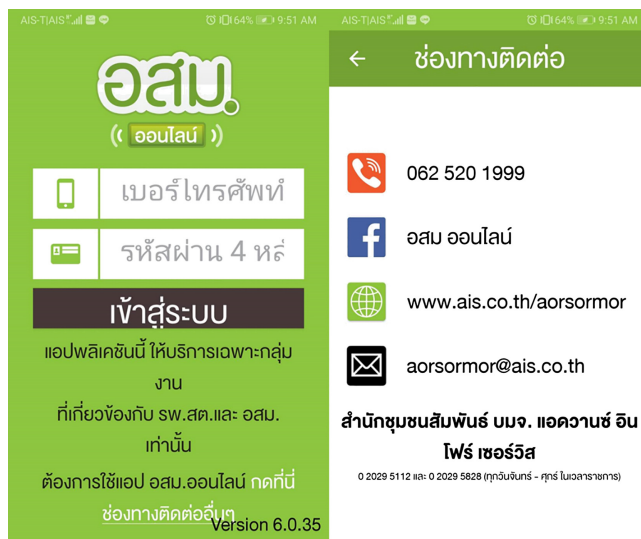 AIS-T|AIS 64% 9:51 AM
อสม.
ออนไลน์
เบอร์โทรศัพท์
รหัสผ่าน 4 หลั
เข้าสู่ระบบ
แอปพลิเคชันนี้ ให้บริการเฉพาะกลุ่ม
งาน
ที่เกี่ยวข้องกับ รพ.สต.และ อสม.
เท่านั้น
ต้องการใช้แอป อสม.ออนไลน์ กดที่นี่
ช่องทางติดต่ออื่นๆ
Version 6.0.35
AIS-T|AIS 64% 9:51 AM
ช่องทางติดต่อ
062 520 1999
อสม ออนไลน์
www.ais.co.th/aorsormor
aorsormor@ais.co.th
สำนักชุมชนสัมพันธ์ บมจ. แอดวานซ์ อิน
โฟร์ เซอร์วิส
0 2029 5112 และ 0 2029 5828 (ทุกวันจันทร์ - ศุกร์ ในเวลาราชการ)